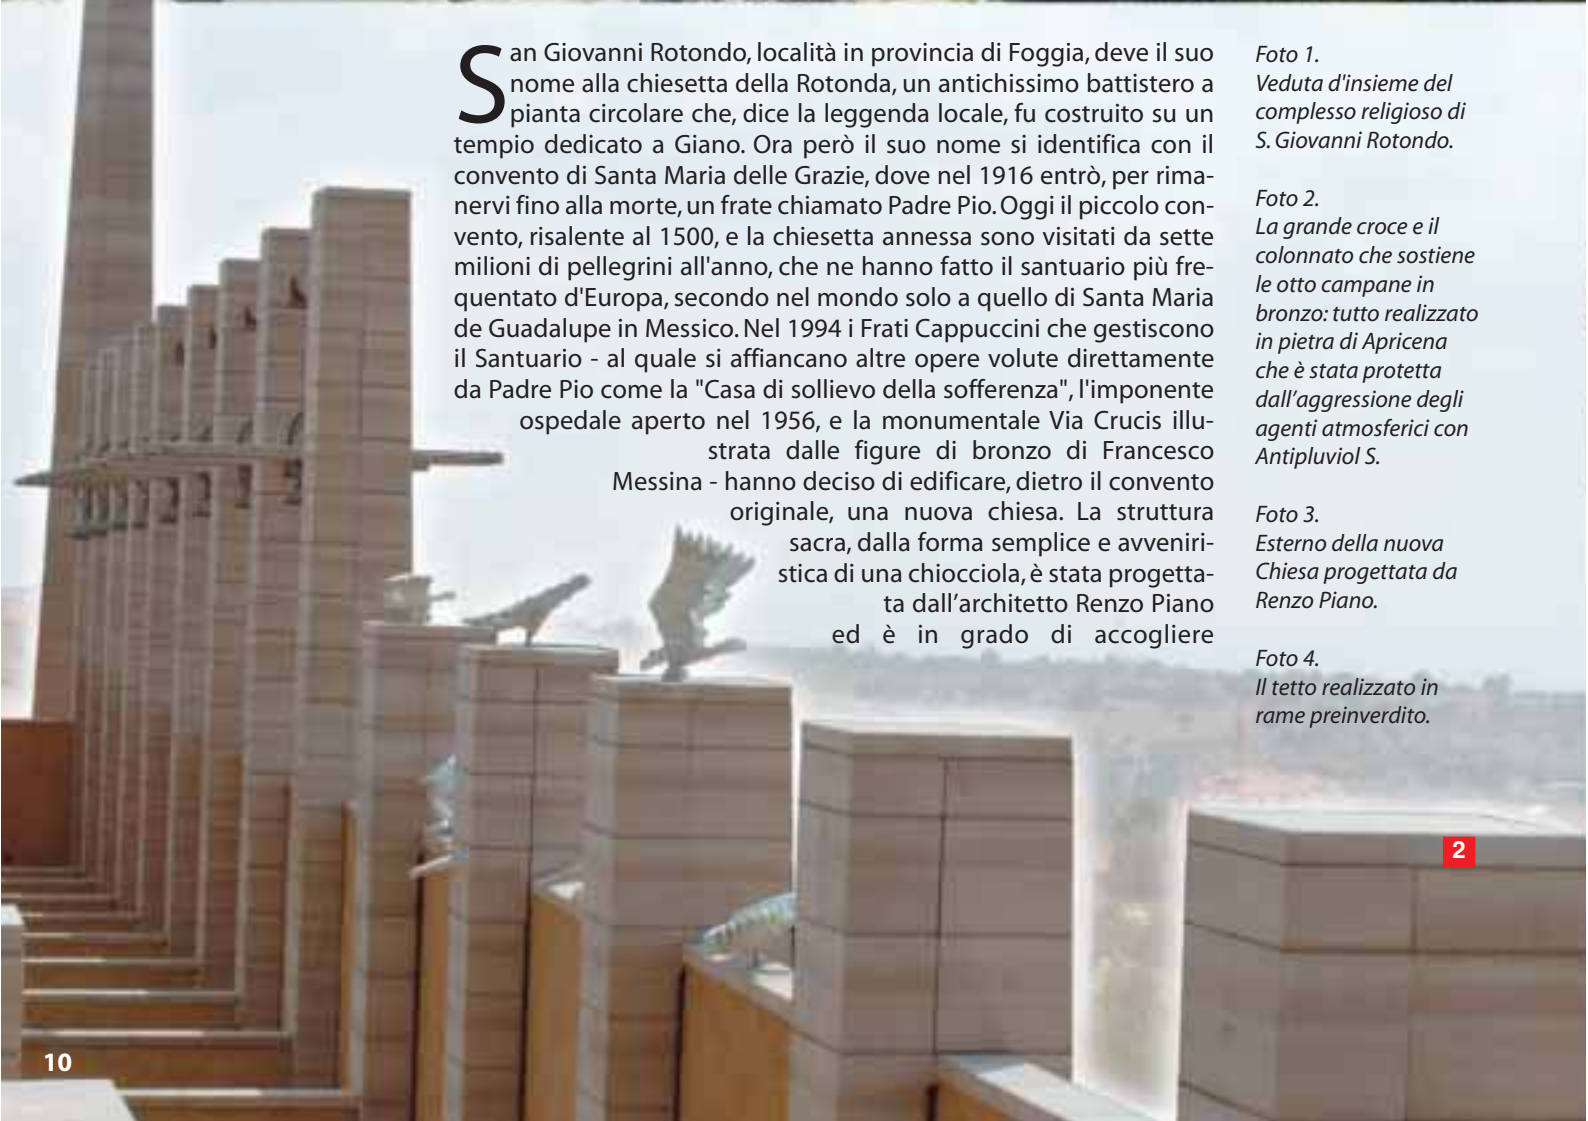 San Giovanni Rotondo, località in provincia di Foggia, deve il suo
nome alla chiesetta della Rotonda, un antichissimo battistero a
pianta circolare che, dice la leggenda locale, fu costruito su un
tempio dedicato a Giano. Ora però il suo nome si identifica con il
convento di Santa Maria delle Grazie, dove nel 1916 entrò, per rima-
nervi fino alla morte, un frate chiamato Padre Pio. Oggi il piccolo con-
vento, risalente al 1500, e la chiesetta annessa sono visitati da sette
milioni di pellegrini all'anno, che ne hanno fatto il santuario più fre-
quentato d'Europa, secondo nel mondo solo a quello di Santa Maria
de Guadalupe in Messico. Nel 1994 i Frati Cappuccini che gestiscono
il Santuario - al quale si affiancano altre opere volute direttamente
da Padre Pio come la "Casa di sollievo della sofferenza", l'imponente
ospedale aperto nel 1956, e la monumentale Via Crucis illu-
strata dalle figure di bronzo di Francesco
Messina - hanno deciso di edificare, dietro il convento
originale, una nuova chiesa. La struttura
sacra, dalla forma semplice e avveniri-
stica di una chiocciola, è stata progetta-
ta dall’architetto Renzo Piano
ed è in grado di accogliere
Foto 1.
Veduta d'insieme del
complesso religioso di
S. Giovanni Rotondo.
Foto 2.
La grande croce e il
colonnato che sostiene
le otto campane in
bronzo: tutto realizzato
in pietra di Apricena
che è stata protetta
dall’aggressione degli
agenti atmosferici con
Antipluviol S.
Foto 3.
Esterno della nuova
Chiesa progettata da
Renzo Piano.
Foto 4.
Il tetto realizzato in
rame preinverdito.
2
10